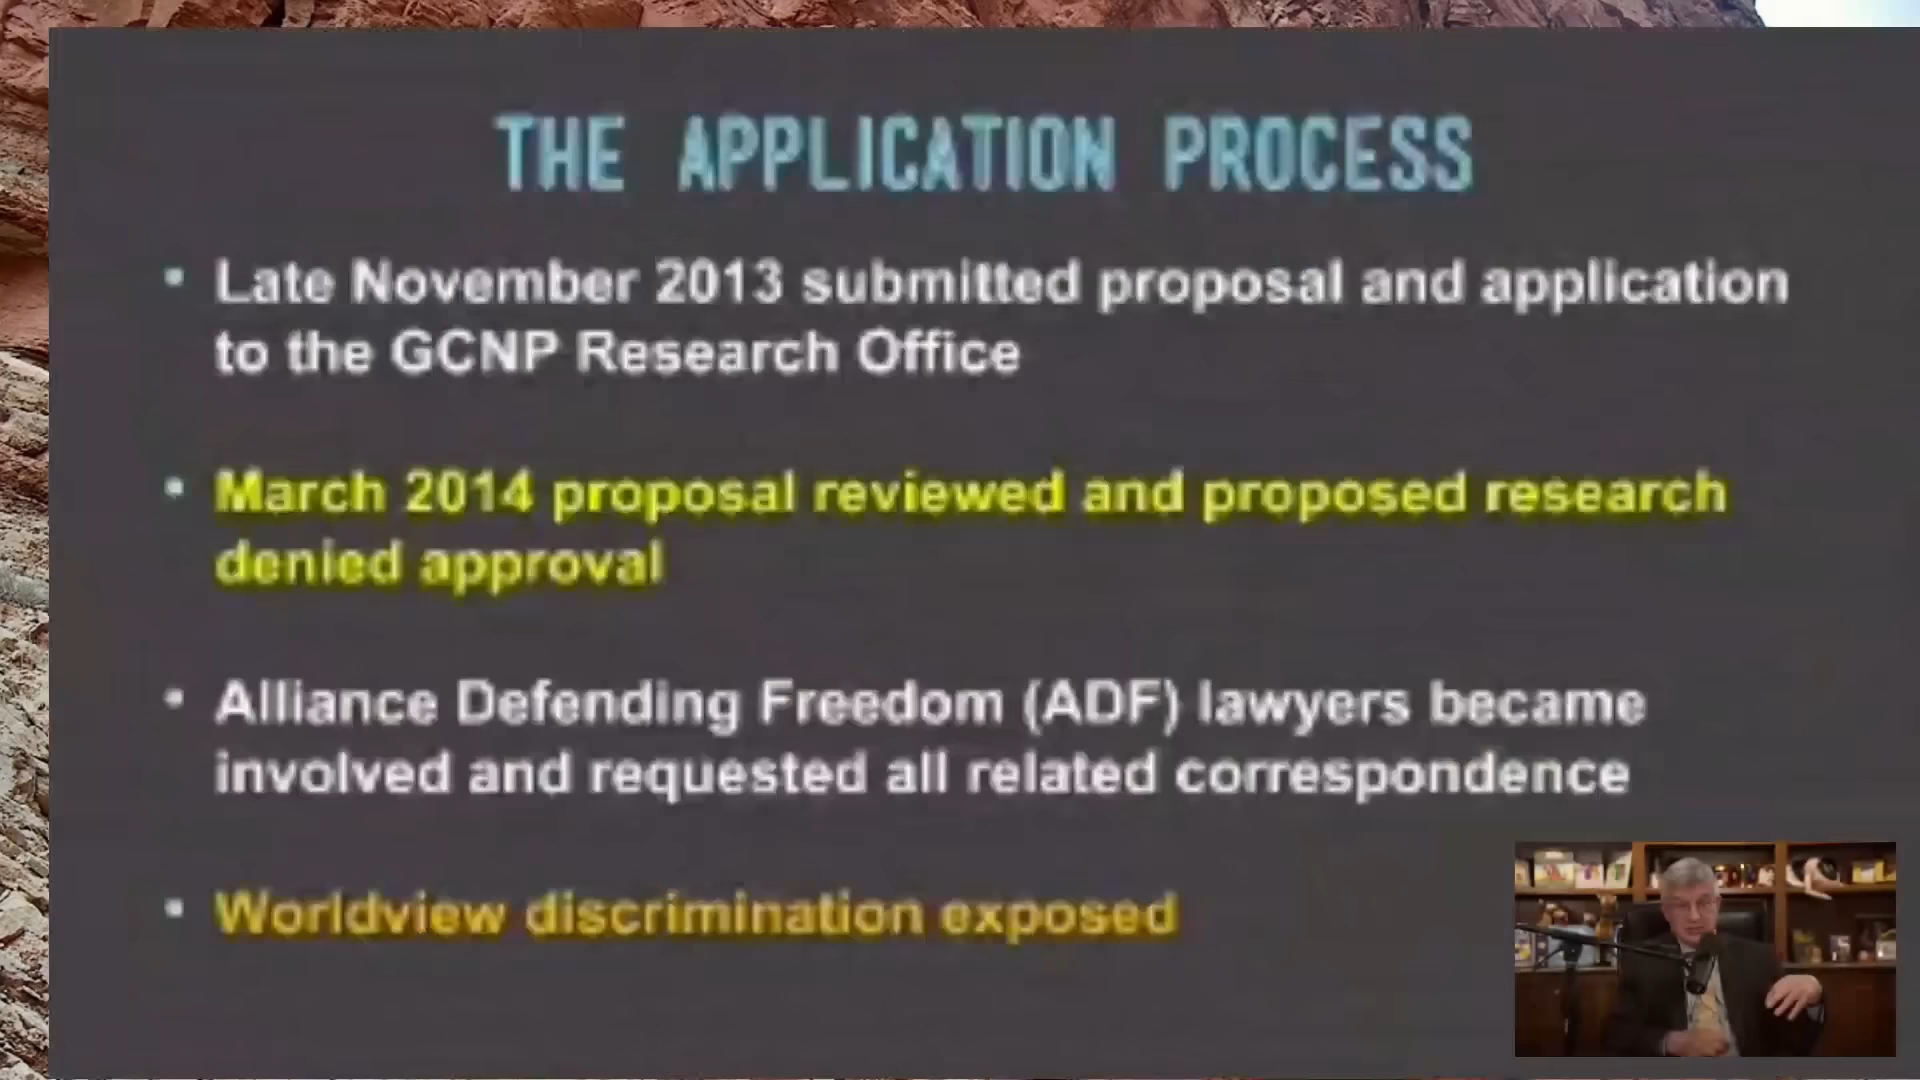 THE APPLICATION PROCESS
• Late November 2013 submitted proposal and application
to the GCNP Research Office
• March 2014 proposal reviewed and proposed research
denied approval
• Alliance Defending Freedom (ADF) lawyers became
involved and requested all related correspondence
• Worldview discrimination exposed